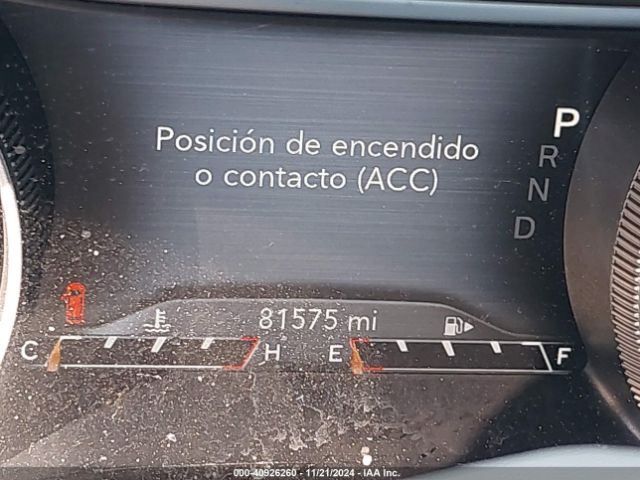 Posición de encendido
o contacto (ACC)
P
R
N
D
81575 mi
C H E F
000-40926260 - 11/21/2024 - IAA Inc.